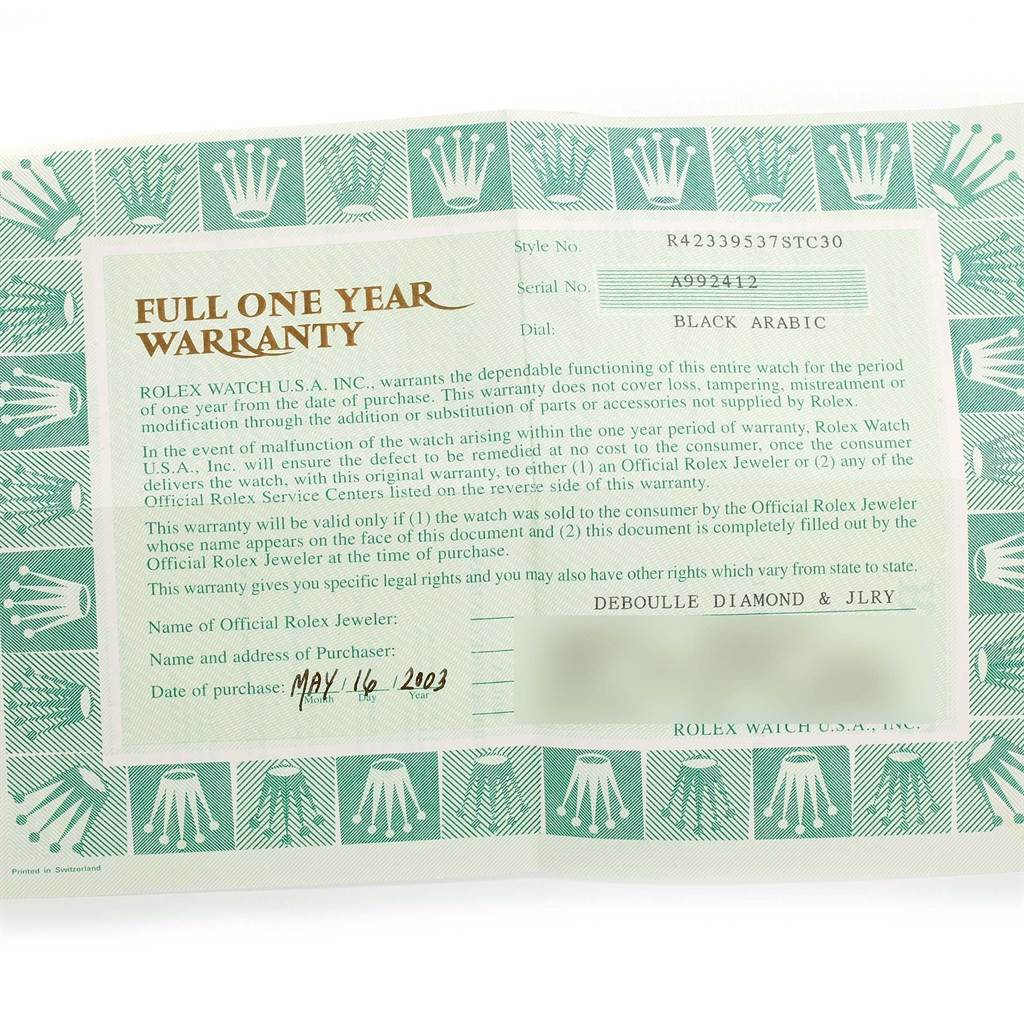 Style No. R42339537STC30
Serial No. A992412
Dial: BLACK ARABIC
FULL ONE YEAR
WARRANTY
ROLEX WATCH U.S.A. INC., warrants the dependable functioning of this entire watch for the period
of one year from the date of purchase. This warranty does not cover loss, tampering, mistreatment or
modification through the addition or substitution of parts or accessories not supplied by Rolex.
In the event of malfunction of the watch arising within the one year period of warranty, Rolex Watch
U.S.A., Inc. will ensure the defect to be remedied at no cost to the consumer, once the consumer
delivers the watch, with this original warranty, to either (1) an Official Rolex Jeweler or (2) any of the
Official Rolex Service Centers listed on the reverse side of this warranty.
This warranty will be valid only if (1) the watch was sold to the consumer by the Official Rolex Jeweler
whose name appears on the face of this document and (2) this document is completely filled out by the
Official Rolex Jeweler at the time of purchase.
This warranty gives you specific legal rights and you may also have other rights which vary from state to state.
Name of Official Rolex Jeweler: DEBOULLE DIAMOND & JLRY
Name and address of Purchaser:
Date of purchase: MAY / 16 / 2003
Month Day Year
ROLEX WATCH U.S.A., INC.
Printed in Switzerland